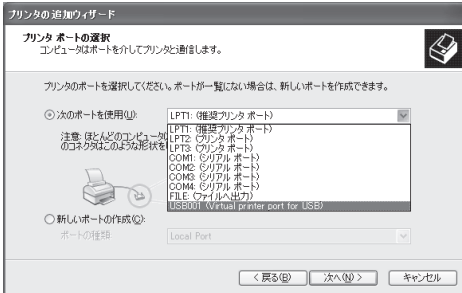 プリンタの追加ウィザード
プリンタ ポートの選択
コンピュータはポートを介してプリンタと通信します。
プリンタのポートを選択してください。ポートが一覧にない場合は、新しいポートを作成できます。
次のポートを使用(U):
LPT1: (推奨プリンタ ポート)
LPT1: (推奨プリンタ ポート)
LPT2: (プリンタ ポート)
LPT3: (プリンタ ポート)
COM1: (シリアル ポート)
COM2: (シリアル ポート)
COM3: (シリアル ポート)
COM4: (シリアル ポート)
FILE: (ファイルへ出力)
USB001 (Virtual printer port for USB)
注意: ほとんどのコンピュータ
のコネクタはこのような形状を
新しいポートの作成(C):
ポートの種類
Local Port
< 戻る(B)
次へ(N) >
キャンセル